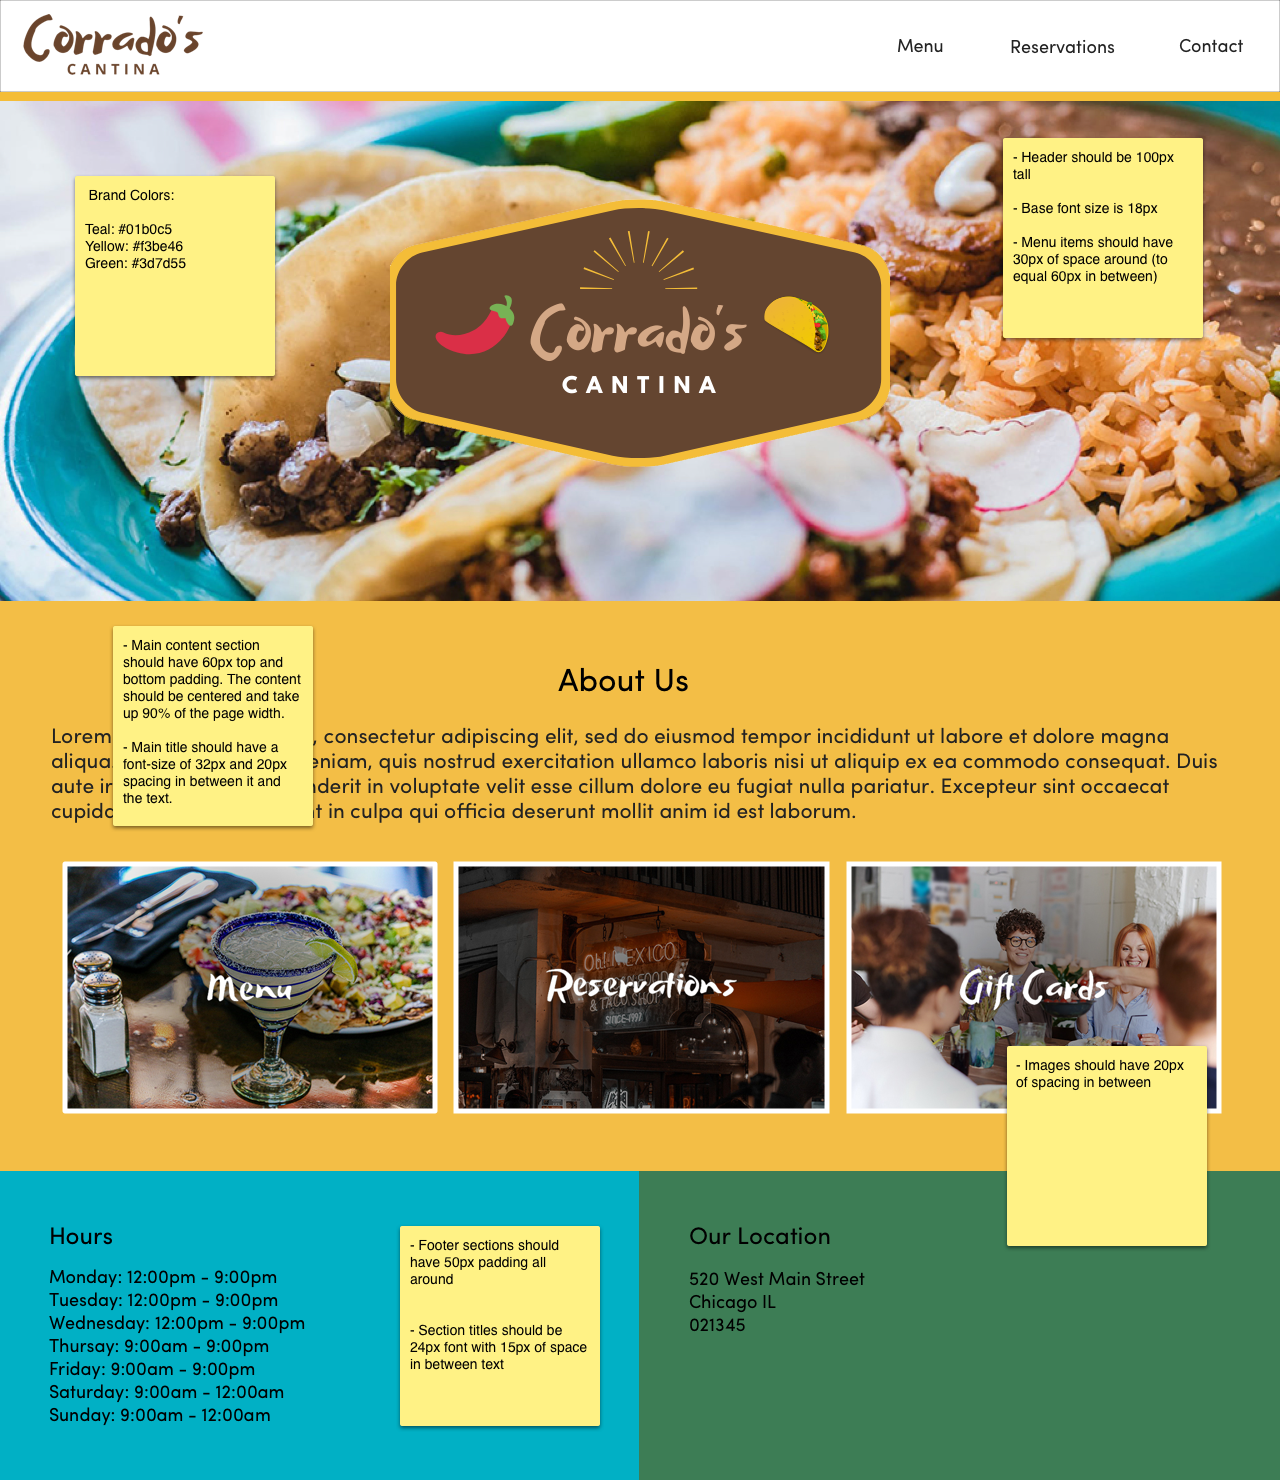 Corrado's
CANTINA
Menu
Reservations
Contact
Brand Colors:
Teal: #01b0c5
Yellow: #f3be46
Green: #3d7d55
- Header should be 100px
tall
- Base font size is 18px
- Menu items should have
30px of space around (to
equal 60px in between)
Corrado's
CANTINA
- Main content section
should have 60px top and
bottom padding. The content
should be centered and take
up 90% of the page width.
- Main title should have a
font-size of 32px and 20px
spacing in between it and
the text.
About Us
Lorem , consectetur adipiscing elit, sed do eiusmod tempor incididunt ut labore et dolore magna
aliqua eniam, quis nostrud exercitation ullamco laboris nisi ut aliquip ex ea commodo consequat. Duis
aute ir nderit in voluptate velit esse cillum dolore eu fugiat nulla pariatur. Excepteur sint occaecat
cupida t in culpa qui officia deserunt mollit anim id est laborum.
Menu
Oh! MEXICO
& TACO SHOP
SINCE-1997
Reservations
Gift Cards
- Images should have 20px
of spacing in between
Hours
Monday: 12:00pm - 9:00pm
Tuesday: 12:00pm - 9:00pm
Wednesday: 12:00pm - 9:00pm
Thursay: 9:00am - 9:00pm
Friday: 9:00am - 9:00pm
Saturday: 9:00am - 12:00am
Sunday: 9:00am - 12:00am
- Footer sections should
have 50px padding all
around
- Section titles should be
24px font with 15px of space
in between text
Our Location
520 West Main Street
Chicago IL
021345